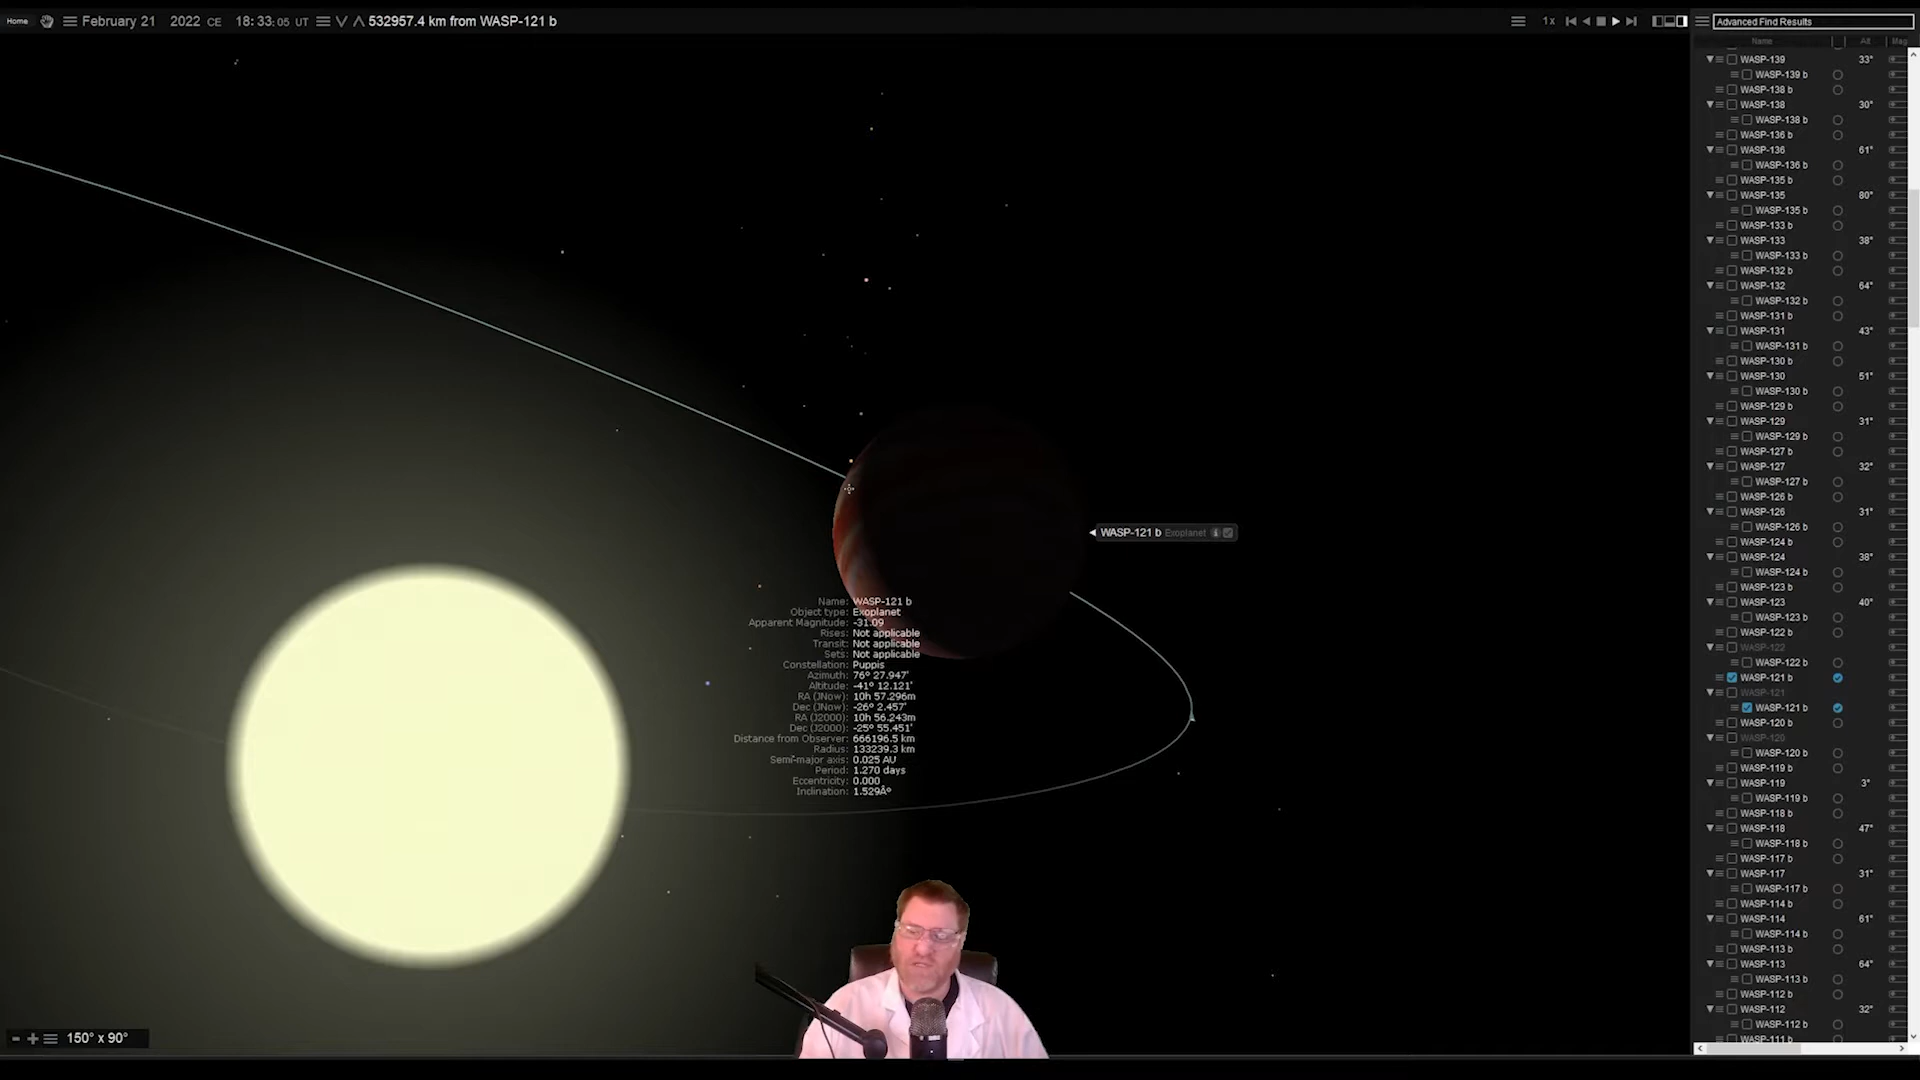 Home February 21 2022 CE 18:33:05 UT 532957.4 km from WASP-121 b 1x Advanced Find Results
Name Alt Mag
WASP-139 33°
WASP-139 b
WASP-138 b
WASP-138 30°
WASP-138 b
WASP-136 b
WASP-136 61°
WASP-136 b
WASP-135 b
WASP-135 80°
WASP-135 b
WASP-133 b
WASP-133 38°
WASP-133 b
WASP-132 b
WASP-132 64°
WASP-132 b
WASP-131 b
WASP-131 43°
WASP-131 b
WASP-130 b
WASP-130 51°
WASP-130 b
WASP-129 b
WASP-129 31°
WASP-129 b
WASP-127 b
WASP-127 32°
WASP-127 b
WASP-126 b
WASP-126 31°
WASP-126 b
WASP-124 b
WASP-124 38°
WASP-124 b
WASP-123 b
WASP-123 40°
WASP-123 b
WASP-122 b
WASP-122
WASP-122 b
WASP-121 b
WASP-121
WASP-121 b
WASP-120 b
WASP-120
WASP-120 b
WASP-119 b
WASP-119 3°
WASP-119 b
WASP-118 b
WASP-118 47°
WASP-118 b
WASP-117 b
WASP-117 31°
WASP-117 b
WASP-114 b
WASP-114 61°
WASP-114 b
WASP-113 b
WASP-113 64°
WASP-113 b
WASP-112 b
WASP-112 32°
WASP-112 b
WASP-111 b
WASP-121 b Exoplanet
Name: WASP-121 b
Object type: Exoplanet
Apparent Magnitude: -31.09
Rises: Not applicable
Transit: Not applicable
Sets: Not applicable
Constellation: Puppis
Azimuth: 76° 27.947'
Altitude: -41° 12.121'
RA (JNow): 10h 57.296m
Dec (JNow): -26° 2.457'
RA (J2000): 10h 56.243m
Dec (J2000): -25° 55.451'
Distance from Observer: 666196.5 km
Radius: 133239.3 km
Semi-major axis: 0.025 AU
Period: 1.270 days
Eccentricity: 0.000
Inclination: 1.529Âº
150° x 90°